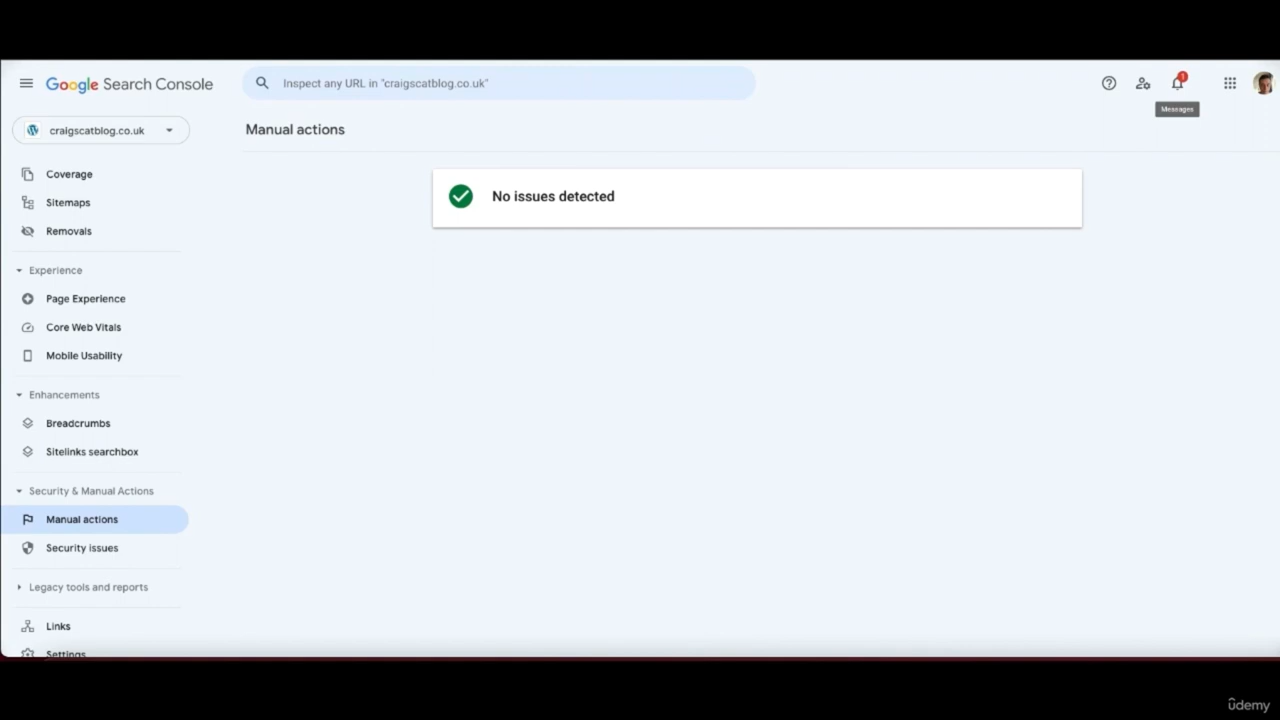 Google Search Console
Inspect any URL in "craigscatblog.co.uk"
1
Messages
craigscatblog.co.uk
Manual actions
No issues detected
Coverage
Sitemaps
Removals
Experience
Page Experience
Core Web Vitals
Mobile Usability
Enhancements
Breadcrumbs
Sitelinks searchbox
Security & Manual Actions
Manual actions
Security issues
Legacy tools and reports
Links
Settings
ûdemy